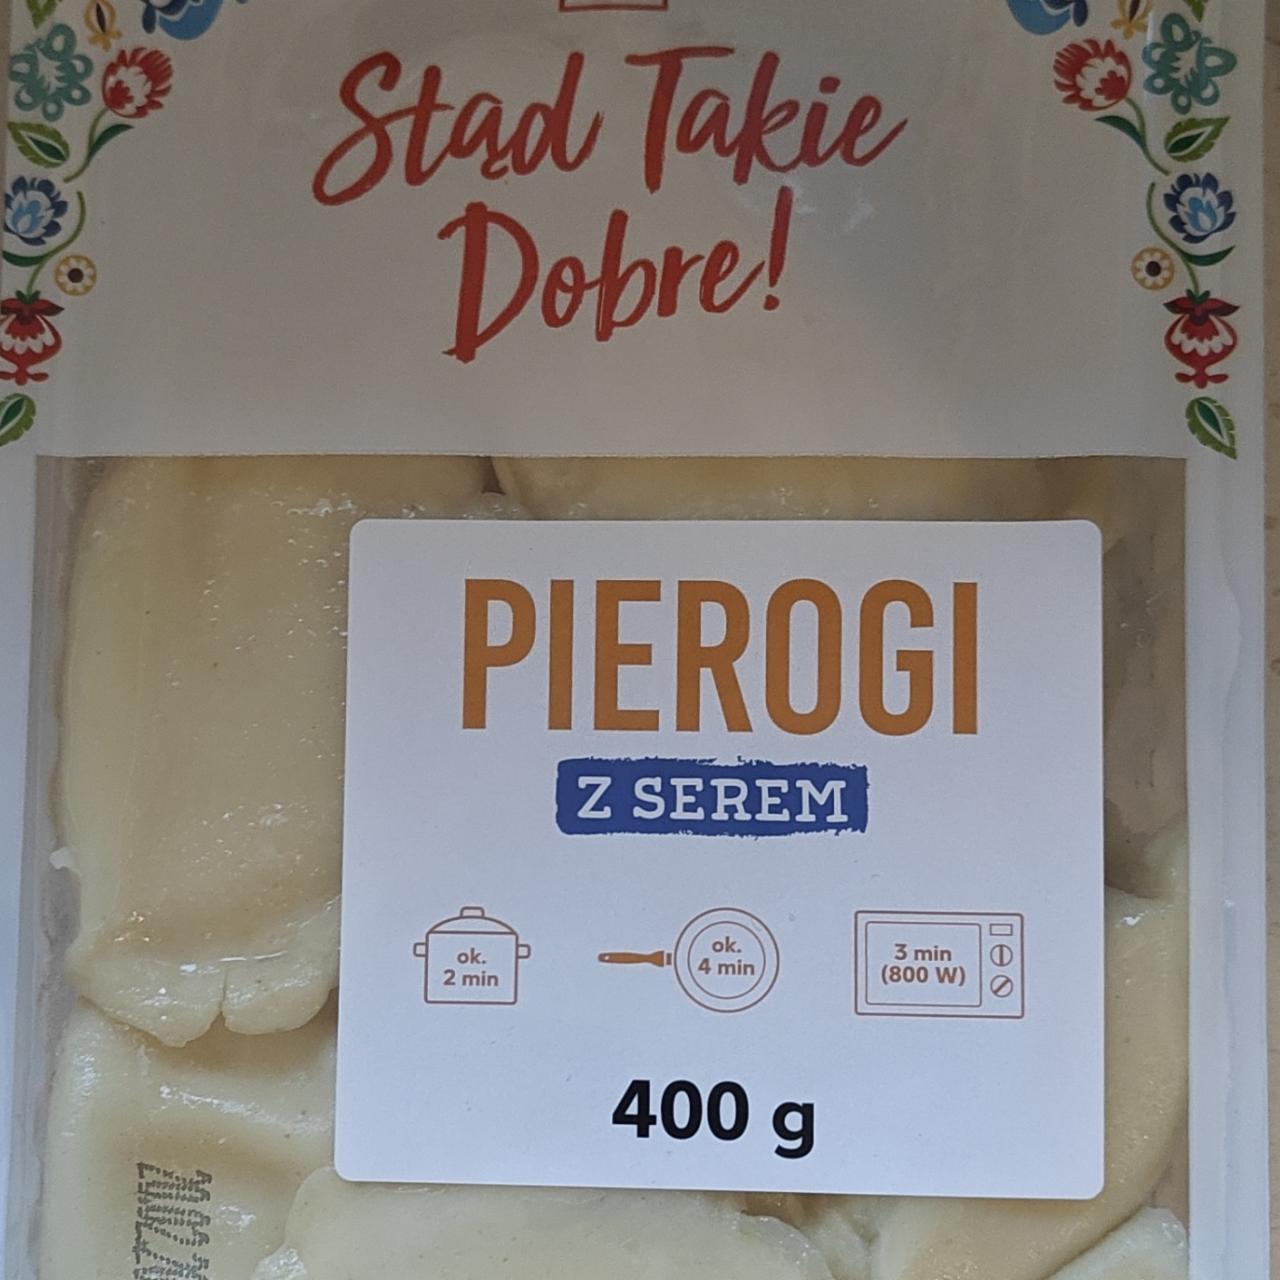 Stąd Takie
Dobre!
PIEROGI
Z SEREM
ok.
2 min
ok.
4 min
3 min
(800 W)
400 g